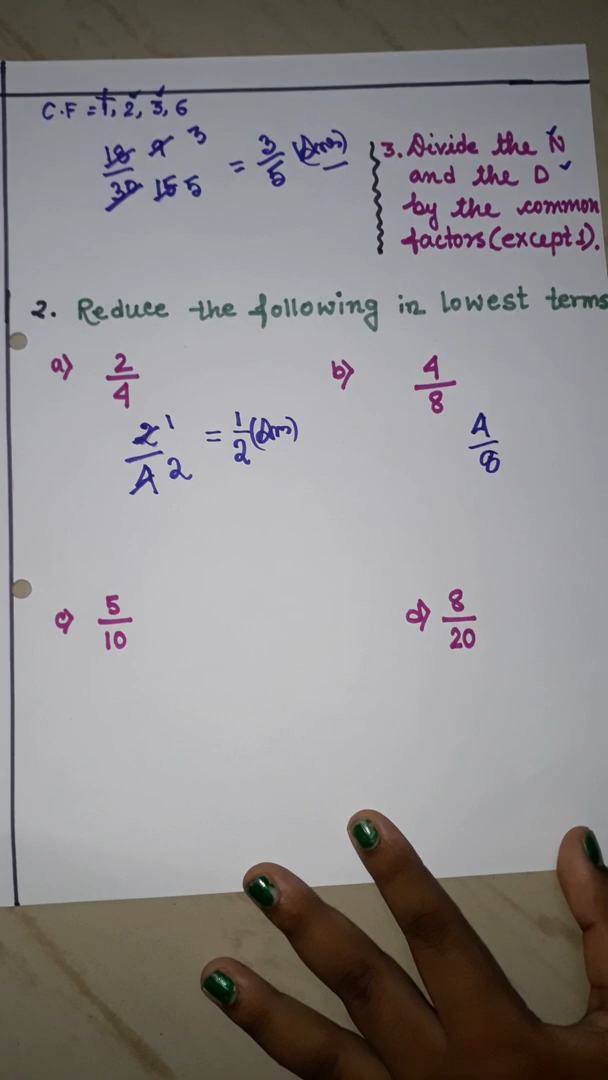 C.F = 1, 2, 3, 6
18 9 3
30 15 5
= 3/5 (Ans)
3. Divide the N
and the D
by the common
factors (except 1).
2. Reduce the following in lowest terms
a) 2/4
b) 4/8
2 1
4 2
= 1/2 (Ans)
4/8
c) 5/10
d) 8/20